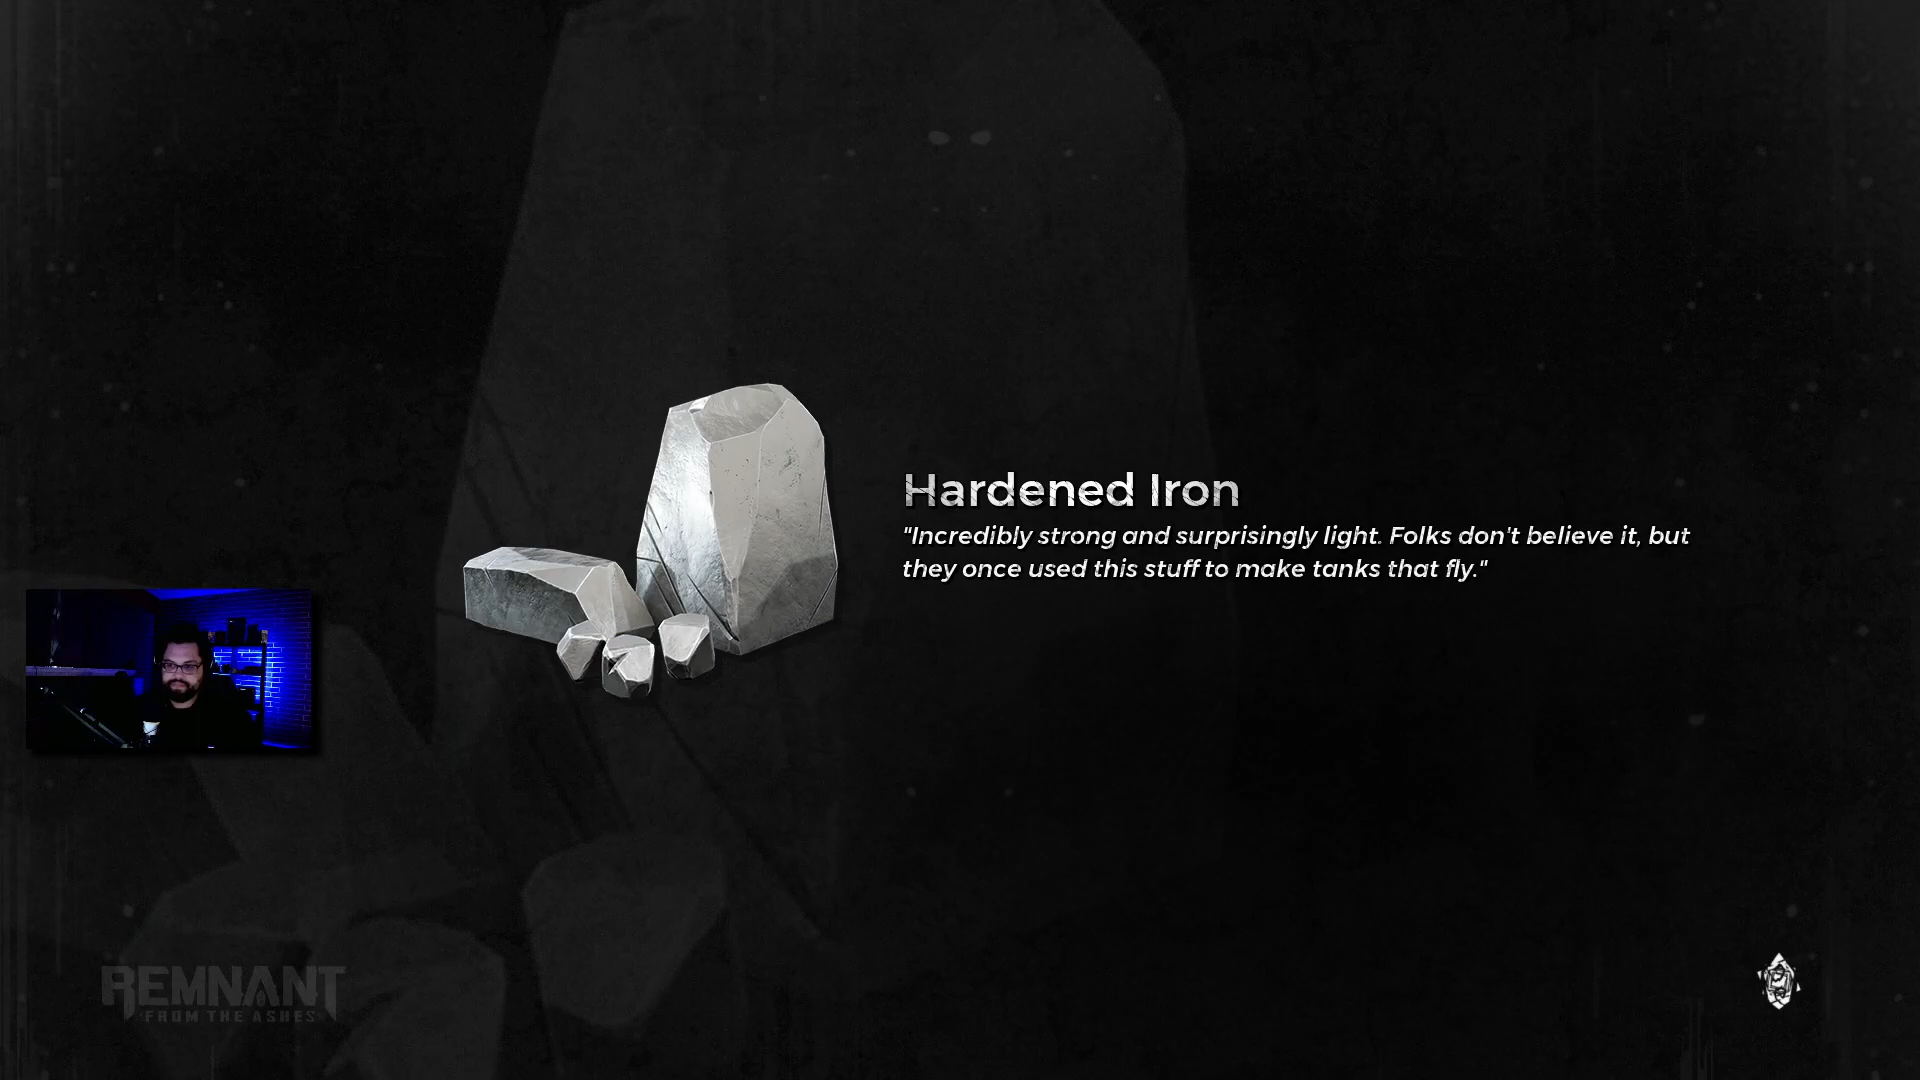 Hardened Iron
"Incredibly strong and surprisingly light. Folks don't believe it, but
they once used this stuff to make tanks that fly."
REMNANT
FROM THE ASHES